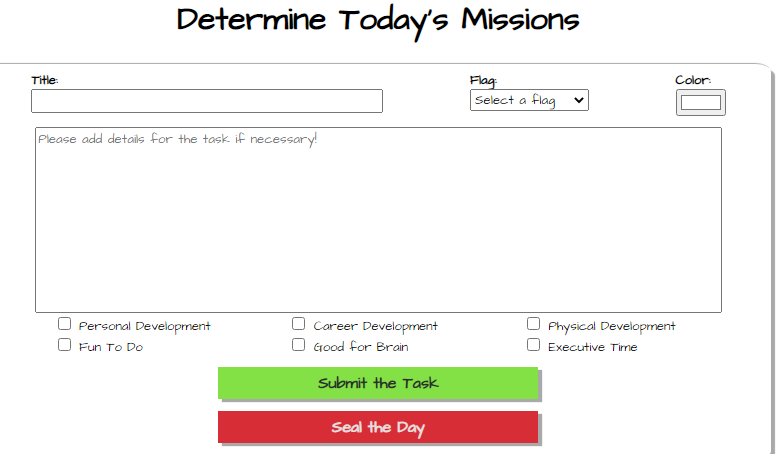 Determine Today's Missions
Title: Flag: Color:
Select a flag
Please add details for the task if necessary!
Personal Development Career Development Physical Development
Fun To Do Good for Brain Executive Time
Submit the Task
Seal the Day